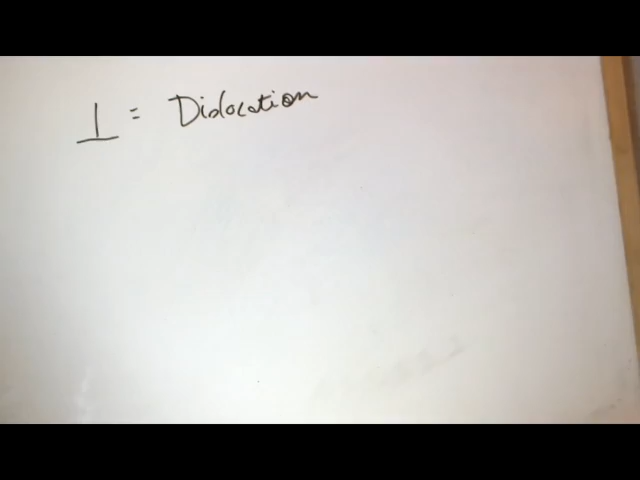 ⊥ = Dislocation